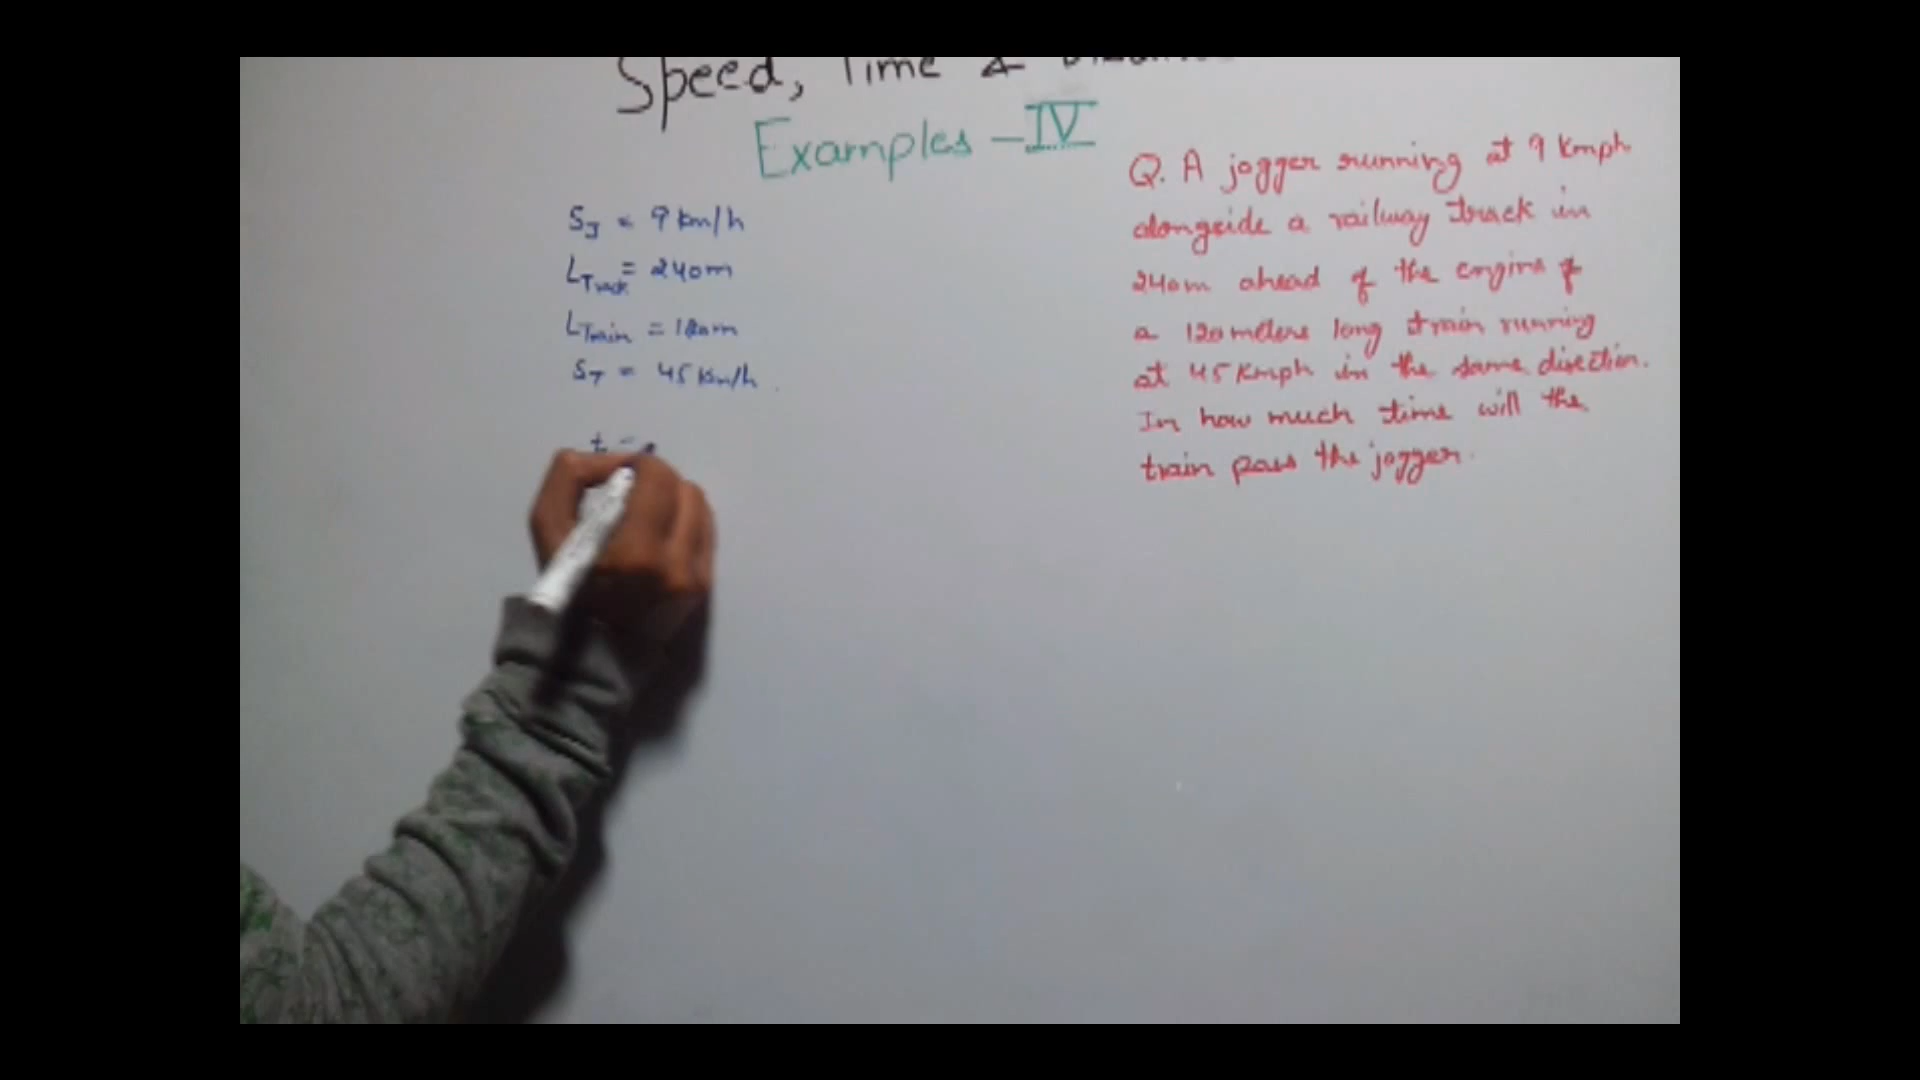 Speed, Time &
Examples - IV
SJ = 9 km/h
LTrack = 240m
LTrain = 120m
ST = 45 Km/h
t =
Q. A jogger running at 9 Kmph
alongside a railway track in
240m ahead of the engine of
a 120 meters long train running
at 45 Kmph in the same direction.
In how much time will the
train pass the jogger.